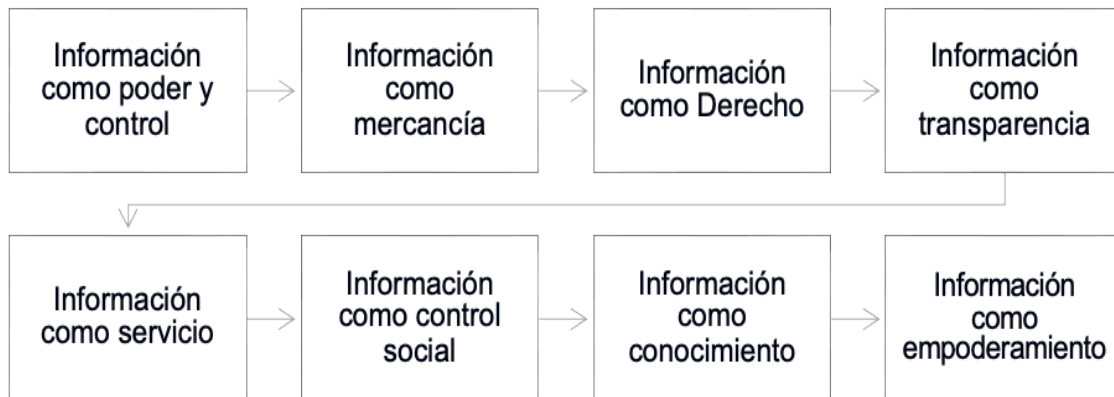 Información
como poder y
control
Información
como
mercancía
Información
como Derecho
Información
como
transparencia
Información
como servicio
Información
como control
social
Información
como
conocimiento
Información
como
empoderamiento